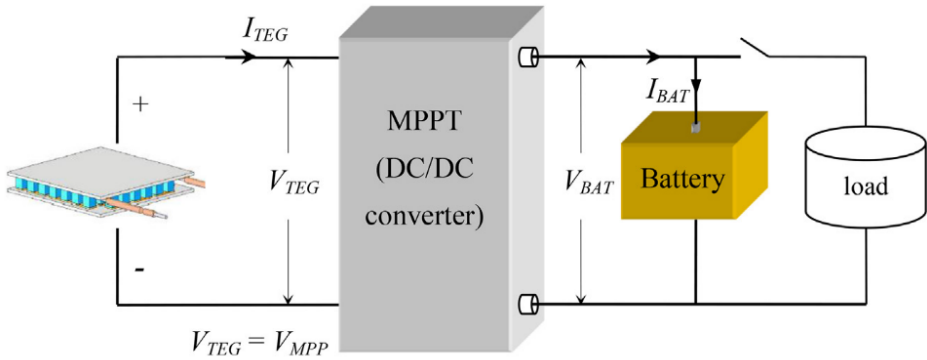 I_TEG
+
V_TEG
-
V_TEG = V_MPP
MPPT
(DC/DC
converter)
V_BAT
I_BAT
Battery
load